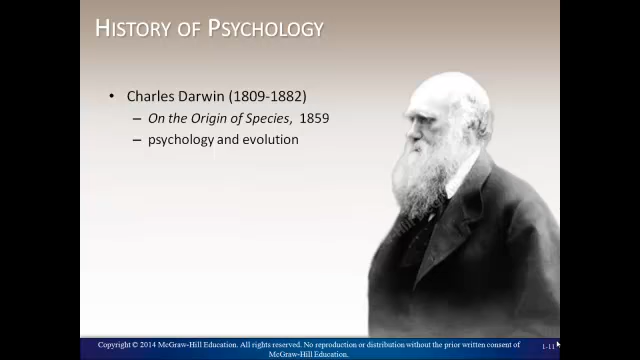 HISTORY OF PSYCHOLOGY
• Charles Darwin (1809-1882)
– On the Origin of Species, 1859
– psychology and evolution
Copyright © 2014 McGraw-Hill Education. All rights reserved. No reproduction or distribution without the prior written consent of
McGraw-Hill Education.
1-11